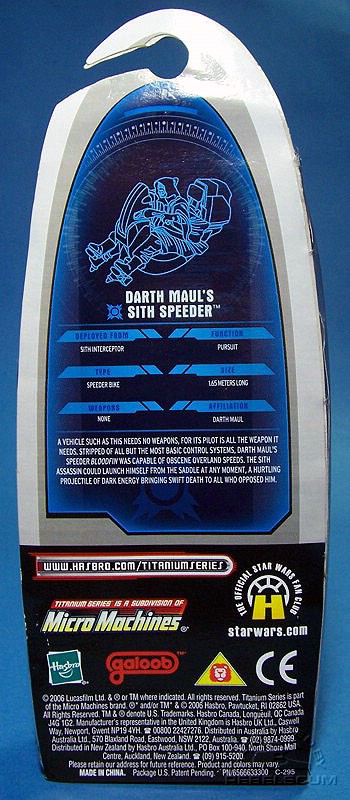 DARTH MAUL'S
SITH SPEEDER™
DEPLOYED FROM
FUNCTION
SITH INTERCEPTOR
PURSUIT
TYPE
SIZE
SPEEDER BIKE
1.65 METERS LONG
WEAPONS
AFFILIATION
NONE
DARTH MAUL
A VEHICLE SUCH AS THIS NEEDS NO WEAPONS, FOR ITS PILOT IS ALL THE WEAPON IT
NEEDS. STRIPPED OF ALL BUT THE MOST BASIC CONTROL SYSTEMS, DARTH MAUL'S
SPEEDER BLOODFIN WAS CAPABLE OF OBSCENE OVERLAND SPEEDS. THE SITH
ASSASSIN COULD LAUNCH HIMSELF FROM THE SADDLE AT ANY MOMENT, A HURTLING
PROJECTILE OF DARK ENERGY BRINGING SWIFT DEATH TO ALL WHO OPPOSED HIM.
WWW.HASBRO.COM/TITANIUMSERIES
TITANIUM SERIES IS A SUBDIVISION OF
Micro Machines®
THE OFFICIAL STAR WARS FAN CLUB
H
starwars.com
Hasbro
galoob
CE
© 2006 Lucasfilm Ltd. & ® or TM where indicated. All rights reserved. Titanium Series is part
of the Micro Machines brand. ®* and/or TM* & © 2006 Hasbro, Pawtucket, RI 02862 USA.
All Rights Reserved. TM & ® denote U.S. Trademarks. Hasbro Canada, Longueuil, QC Canada
J4G 1G2. Manufacturer's representative in the United Kingdom is Hasbro UK Ltd., Caswell
Way, Newport, Gwent NP19 4YH. ☎ 00800 22427276. Distributed in Australia by Hasbro
Australia Ltd., 570 Blaxland Road, Eastwood, NSW 2122, Australia. ☎ (02) 9874-0999.
Distributed in New Zealand by Hasbro Australia Ltd., PO Box 100-940, North Shore Mail
Centre, Auckland, New Zealand. ☎ (09) 915-5200.
Please retain our address for future reference. Product and colors may vary.
MADE IN CHINA. Package U.S. Patent Pending. P/N 6566633300 C-295
REBELSCUM